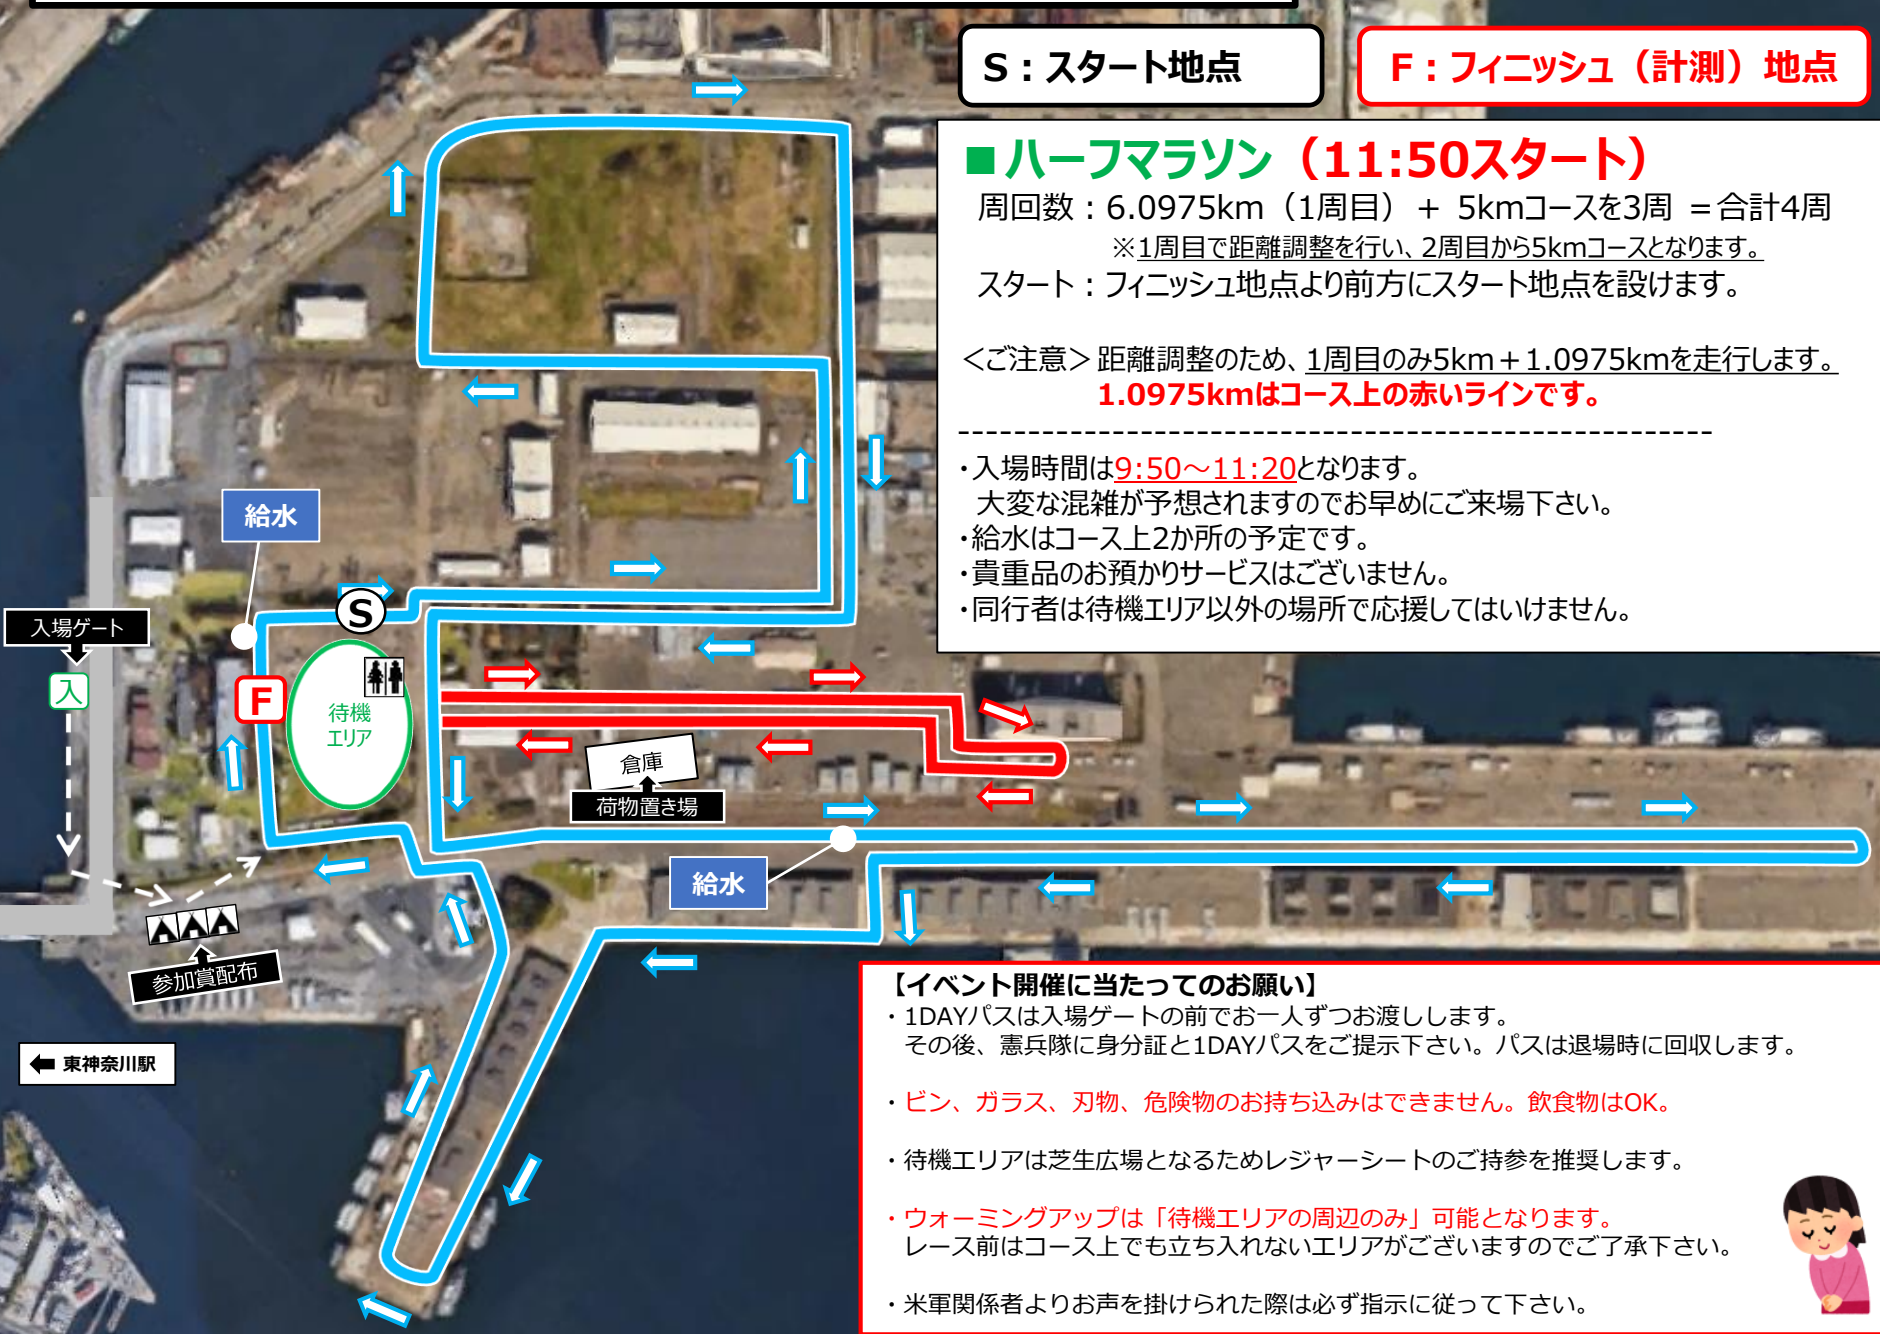 S：スタート地点
F：フィニッシュ（計測）地点
■ハーフマラソン（11:50スタート）
周回数：6.0975km（1周目）＋ 5kmコースを3周 ＝合計4周
※1周目で距離調整を行い、2周目から5kmコースとなります。
スタート：フィニッシュ地点より前方にスタート地点を設けます。
＜ご注意＞距離調整のため、1周目のみ5km＋1.0975kmを走行します。
1.0975kmはコース上の赤いラインです。
------------------------------------------------------
・入場時間は9:50～11:20となります。
大変な混雑が予想されますのでお早めにご来場下さい。
・給水はコース上2か所の予定です。
・貴重品のお預かりサービスはございません。
・同行者は待機エリア以外の場所で応援してはいけません。
給水
S
入場ゲート
入
F
待機
エリア
倉庫
荷物置き場
給水
参加賞配布
東神奈川駅
【イベント開催に当たってのお願い】
・1DAYパスは入場ゲートの前でお一人ずつお渡しします。
その後、憲兵隊に身分証と1DAYパスをご提示下さい。パスは退場時に回収します。
・ビン、ガラス、刃物、危険物のお持ち込みはできません。飲食物はOK。
・待機エリアは芝生広場となるためレジャーシートのご持参を推奨します。
・ウォーミングアップは「待機エリアの周辺のみ」可能となります。
レース前はコース上でも立ち入れないエリアがございますのでご了承下さい。
・米軍関係者よりお声を掛けられた際は必ず指示に従って下さい。